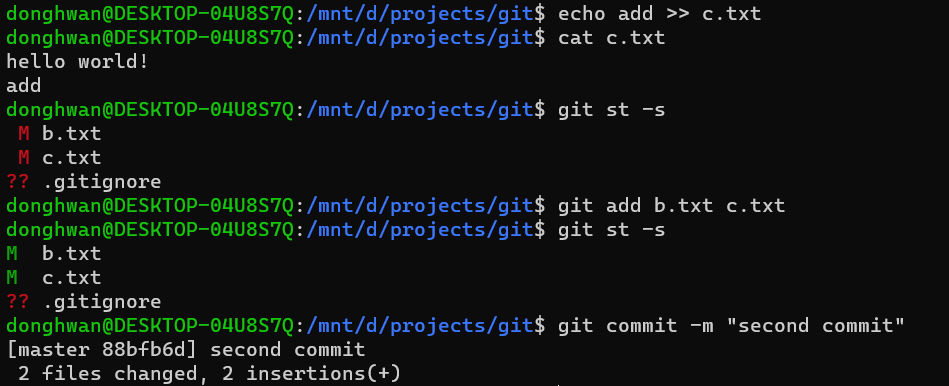 donghwan@DESKTOP-04U8S7Q:/mnt/d/projects/git$ echo add >> c.txt
donghwan@DESKTOP-04U8S7Q:/mnt/d/projects/git$ cat c.txt
hello world!
add
donghwan@DESKTOP-04U8S7Q:/mnt/d/projects/git$ git st -s
 M b.txt
 M c.txt
?? .gitignore
donghwan@DESKTOP-04U8S7Q:/mnt/d/projects/git$ git add b.txt c.txt
donghwan@DESKTOP-04U8S7Q:/mnt/d/projects/git$ git st -s
M  b.txt
M  c.txt
?? .gitignore
donghwan@DESKTOP-04U8S7Q:/mnt/d/projects/git$ git commit -m "second commit"
[master 88bfb6d] second commit
 2 files changed, 2 insertions(+)